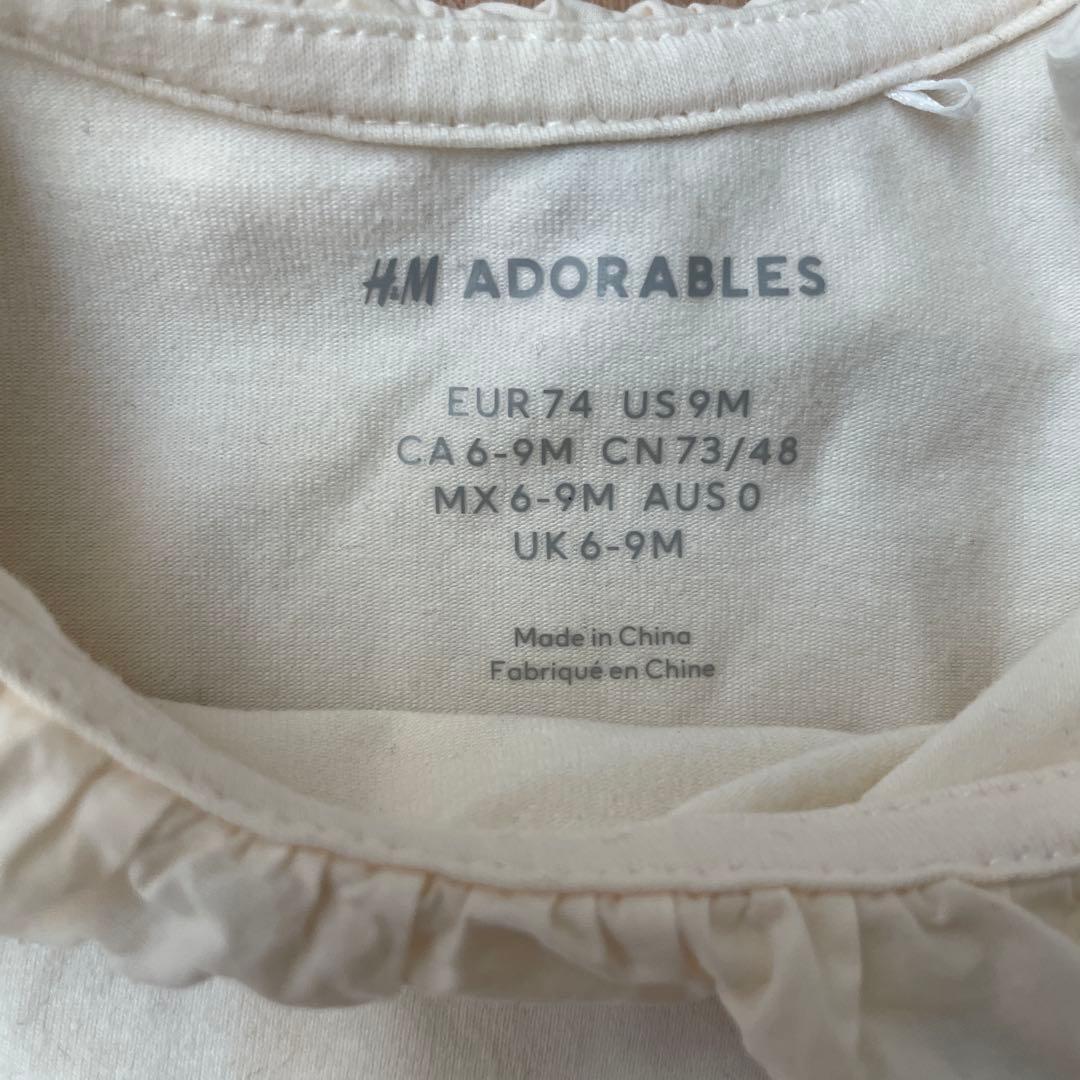 H&M ADORABLES
EUR 74 US 9M
CA 6-9M CN 73/48
MX 6-9M AUS 0
UK 6-9M
Made in China
Fabriqué en Chine